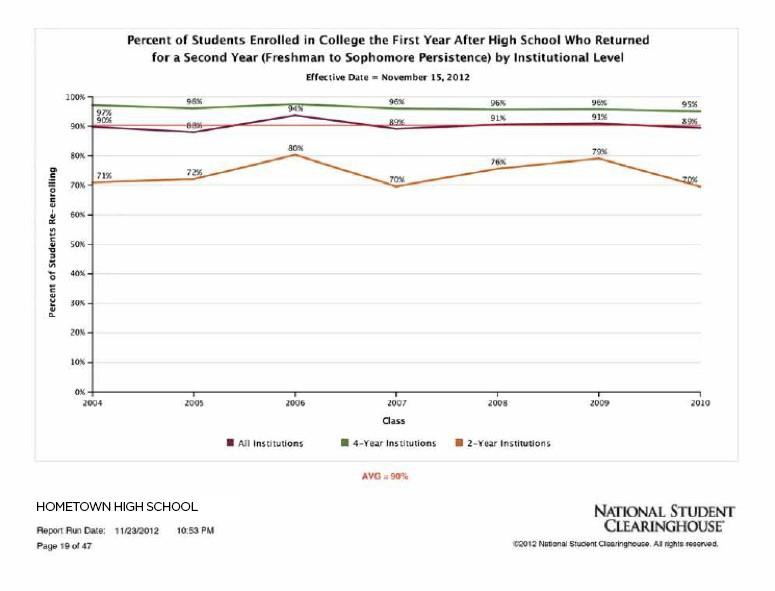 Percent of Students Enrolled in College the First Year After High School Who Returned
for a Second Year (Freshman to Sophomore Persistence) by Institutional Level
Effective Date = November 15, 2012
Percent of Students Re-enrolling
100%
90%
80%
70%
60%
50%
40%
30%
20%
10%
0%
97% 96% 96% 96% 96% 95%
90% 88% 94% 89% 91% 91% 89%
71% 72% 80% 70% 76% 79% 70%
2004 2005 2006 2007 2008 2009 2010
Class
All Institutions 4-Year Institutions 2-Year Institutions
AVG = 90%
HOMETOWN HIGH SCHOOL
Report Run Date: 11/23/2012 10:53 PM
Page 19 of 47
NATIONAL STUDENT
CLEARINGHOUSE
©2012 National Student Clearinghouse. All rights reserved.